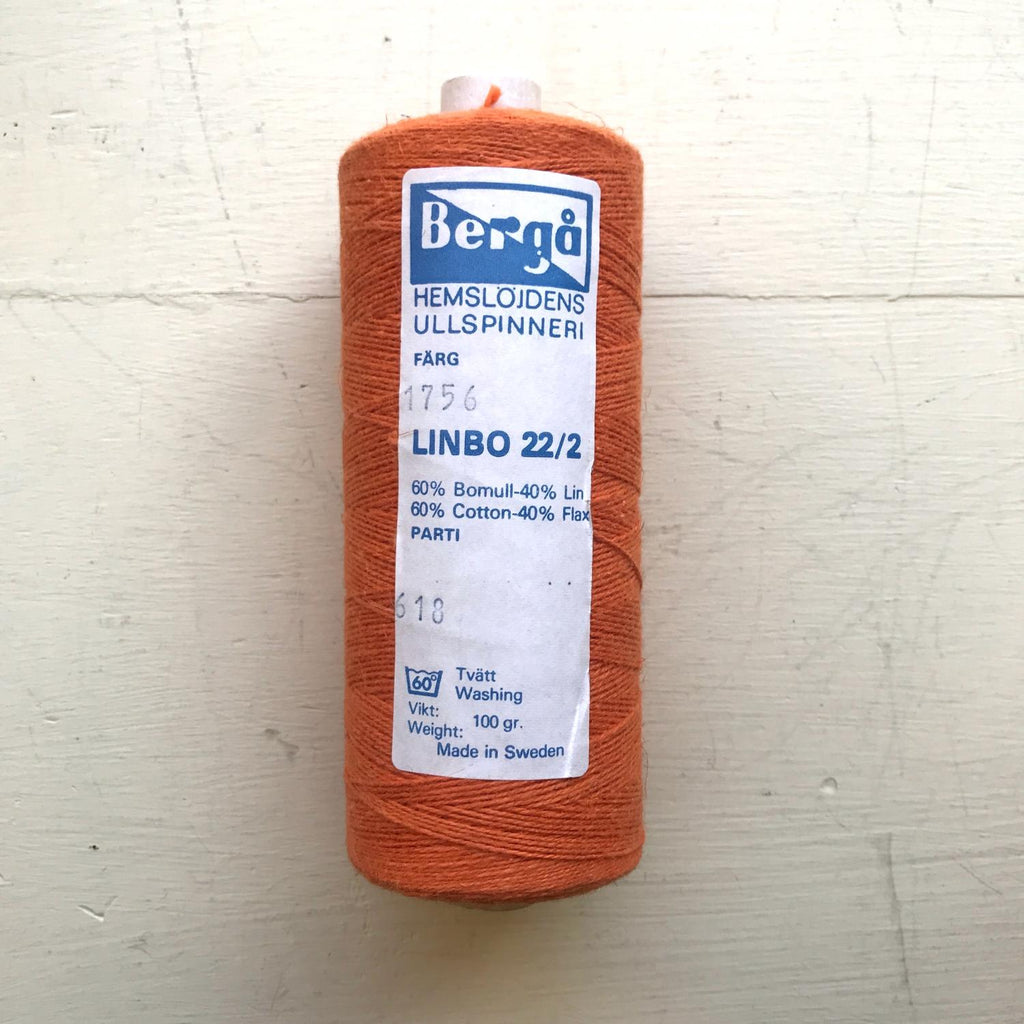 Bergå
HEMSLÖJDENS
ULLSPINNERI
FÄRG
1756
LINBO 22/2
60% Bomull-40% Lin
60% Cotton-40% Flax
PARTI
618
60°
Tvätt
Washing
Vikt:
Weight:
100 gr.
Made in Sweden